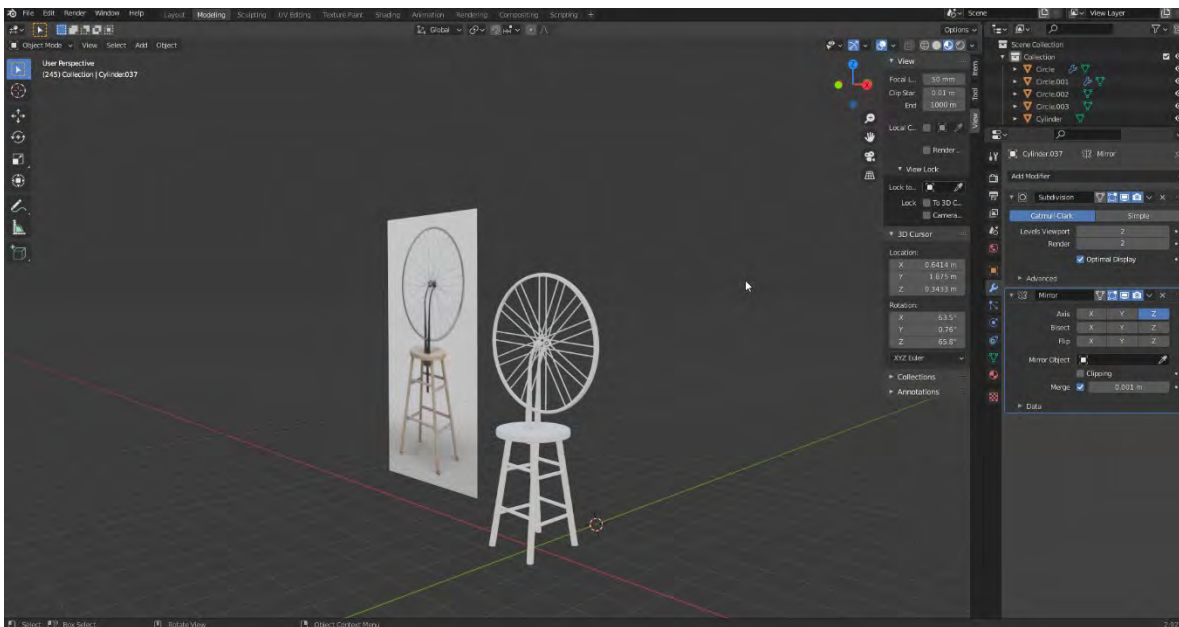 File Edit Render Window Help Layout Modeling Sculpting UV Editing Texture Paint Shading Animation Rendering Compositing Scripting + Scene View Layer
Global Options
Object Mode View Select Add Object
User Perspective
(245) Collection | Cylinder.037
View
Focal L... 50 mm
Clip Star 0.01 m
End 1000 m
Local C...
Render...
View Lock
Lock to...
Lock To 3D C...
Camera...
3D Cursor
Location:
X 0.6414 m
Y 1.675 m
Z 0.3433 m
Rotation:
X 63.5°
Y 0.76°
Z 65.8°
XYZ Euler
Collections
Annotations
Item
Tool
View
Scene Collection
Collection
Circle
Circle.001
Circle.002
Circle.003
Cylinder
Cylinder.037 Mirror
Add Modifier
Subdivision
Catmull-Clark Simple
Levels Viewport 2
Render 2
Optimal Display
Advanced
Mirror
Axis X Y Z
Bisect X Y Z
Flip X Y Z
Mirror Object
Clipping
Merge 0.001 m
Data
Select Box Select Rotate View Object Context Menu